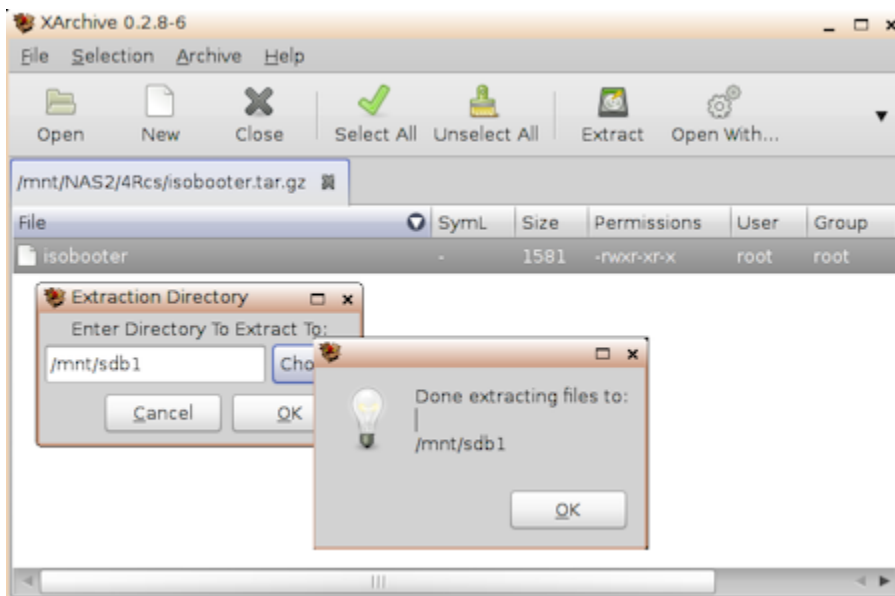 XArchive 0.2.8-6
File Selection Archive Help
Open New Close Select All Unselect All Extract Open With...
/mnt/NAS2/4Rcs/isobooter.tar.gz
File SymL Size Permissions User Group
isobooter - 1581 -rwxr-xr-x root root
Extraction Directory
Enter Directory To Extract To:
/mnt/sdb1
Cancel OK
Done extracting files to:
/mnt/sdb1
OK